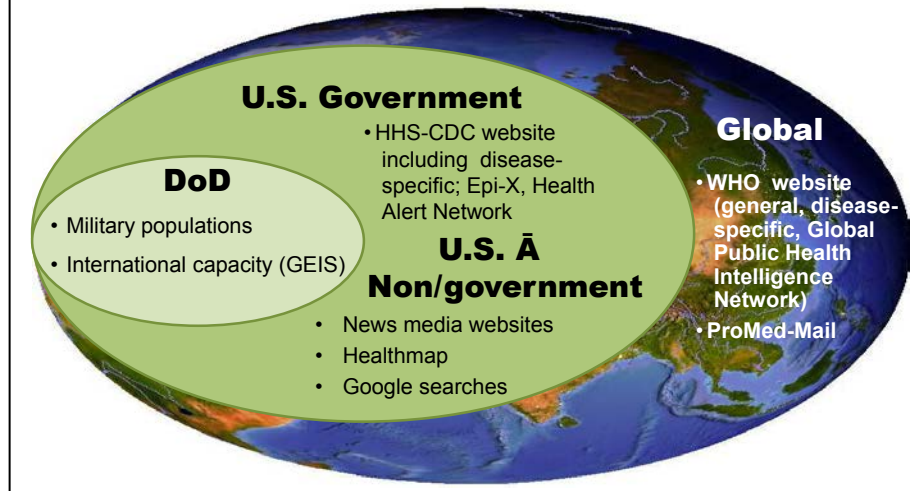 U.S. Government
• HHS-CDC website
including disease-
specific; Epi-X, Health
Alert Network
DoD
• Military populations
• International capacity (GEIS)
U.S. Ā
Non/government
• News media websites
• Healthmap
• Google searches
Global
• WHO website
(general, disease-
specific, Global
Public Health
Intelligence
Network)
• ProMed-Mail